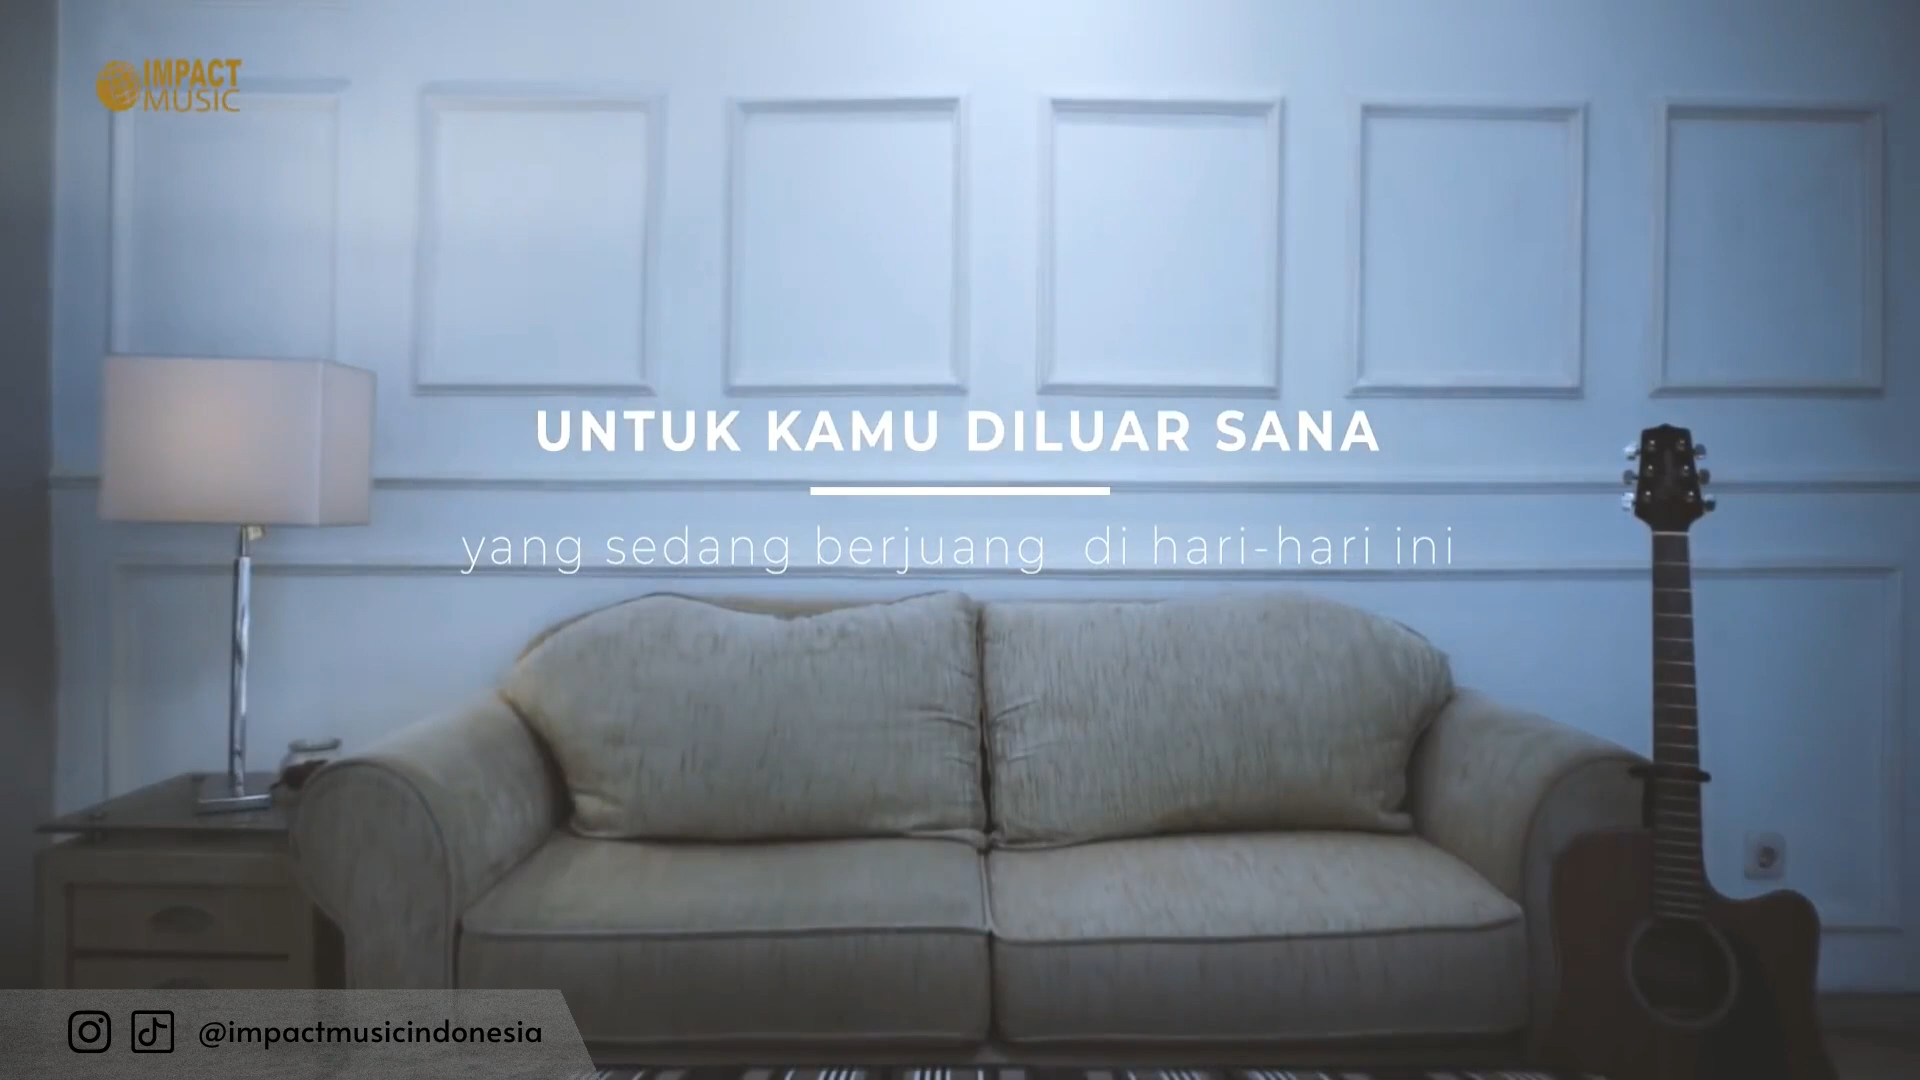 IMPACT
MUSIC
UNTUK KAMU DILUAR SANA
yang sedang berjuang di hari-hari ini
@impactmusicindonesia